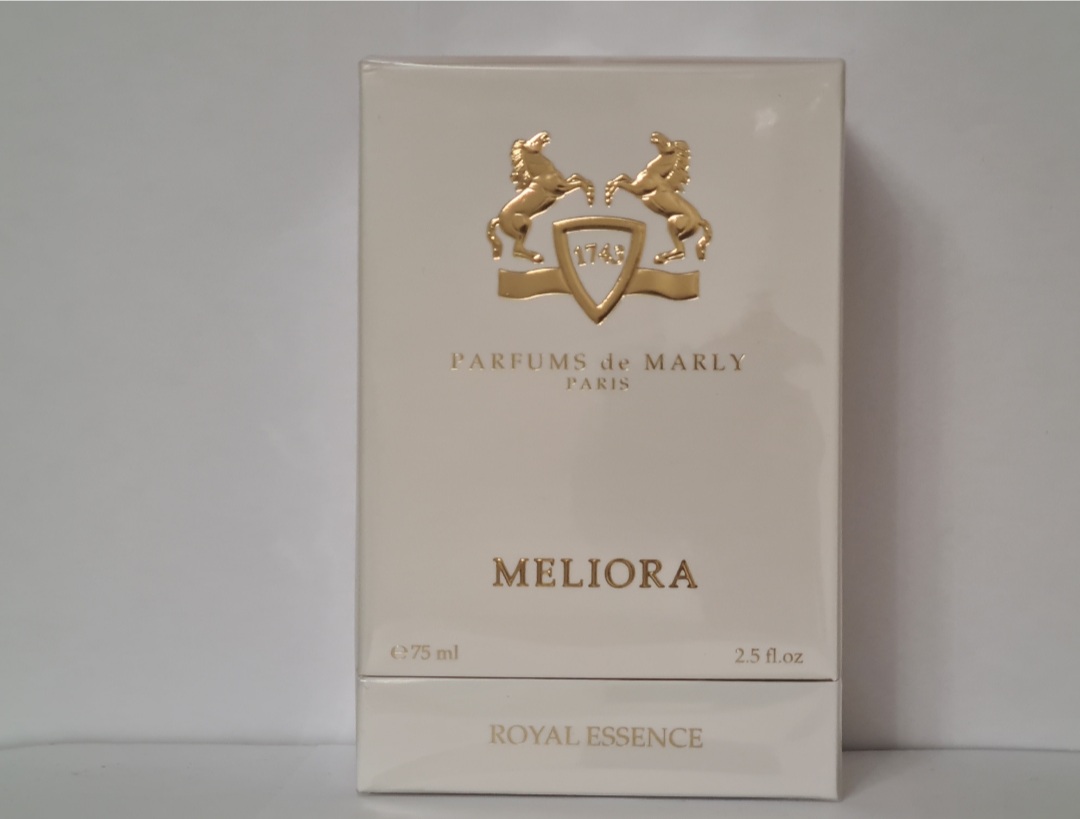 1743
PARFUMS de MARLY
PARIS
MELIORA
℮75 ml 2.5 fl.oz
ROYAL ESSENCE